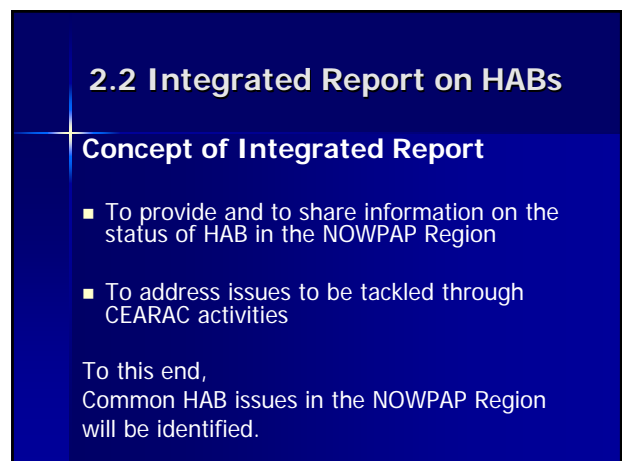 2.2 Integrated Report on HABs
Concept of Integrated Report
To provide and to share information on the
status of HAB in the NOWPAP Region
To address issues to be tackled through
CEARAC activities
To this end,
Common HAB issues in the NOWPAP Region
will be identified.